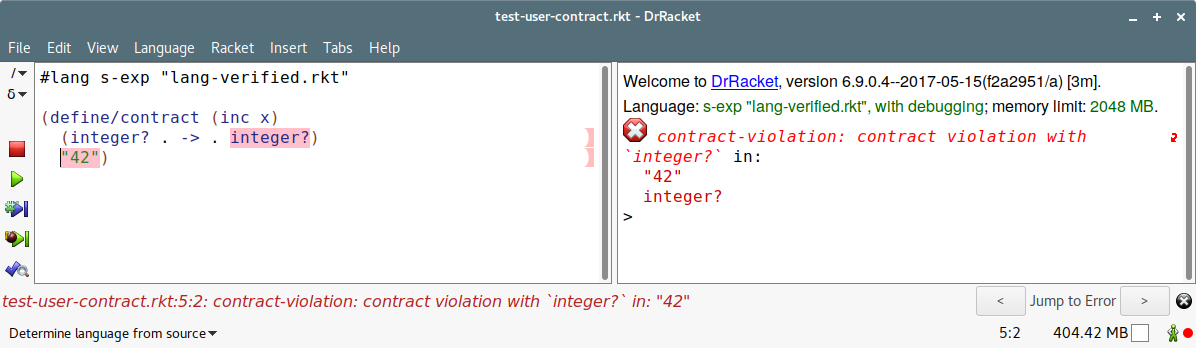 test-user-contract.rkt - DrRacket
File Edit View Language Racket Insert Tabs Help
/
δ
#lang s-exp "lang-verified.rkt"
(define/contract (inc x)
(integer? . -> . integer?)
"42")
Welcome to DrRacket, version 6.9.0.4--2017-05-15(f2a2951/a) [3m].
Language: s-exp "lang-verified.rkt", with debugging; memory limit: 2048 MB.
contract-violation: contract violation with
`integer?` in:
"42"
integer?
>
test-user-contract.rkt:5:2: contract-violation: contract violation with `integer?` in: "42"
< Jump to Error >
Determine language from source
5:2 404.42 MB